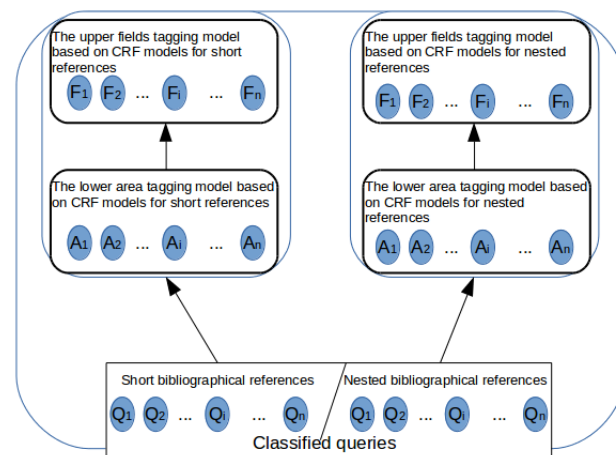 The upper fields tagging model
based on CRF models for short
references
F1 F2 ... Fi ... Fn
The upper fields tagging model
based on CRF models for nested
references
F1 F2 ... Fi ... Fn
The lower area tagging model based
on CRF models for short references
A1 A2 ... Ai ... An
The lower area tagging model based
on CRF models for nested
references
A1 A2 ... Ai ... An
Short bibliographical references
Q1 Q2 ... Qi ... Qn
Nested bibliographical references
Q1 Q2 ... Qi ... Qn
Classified queries